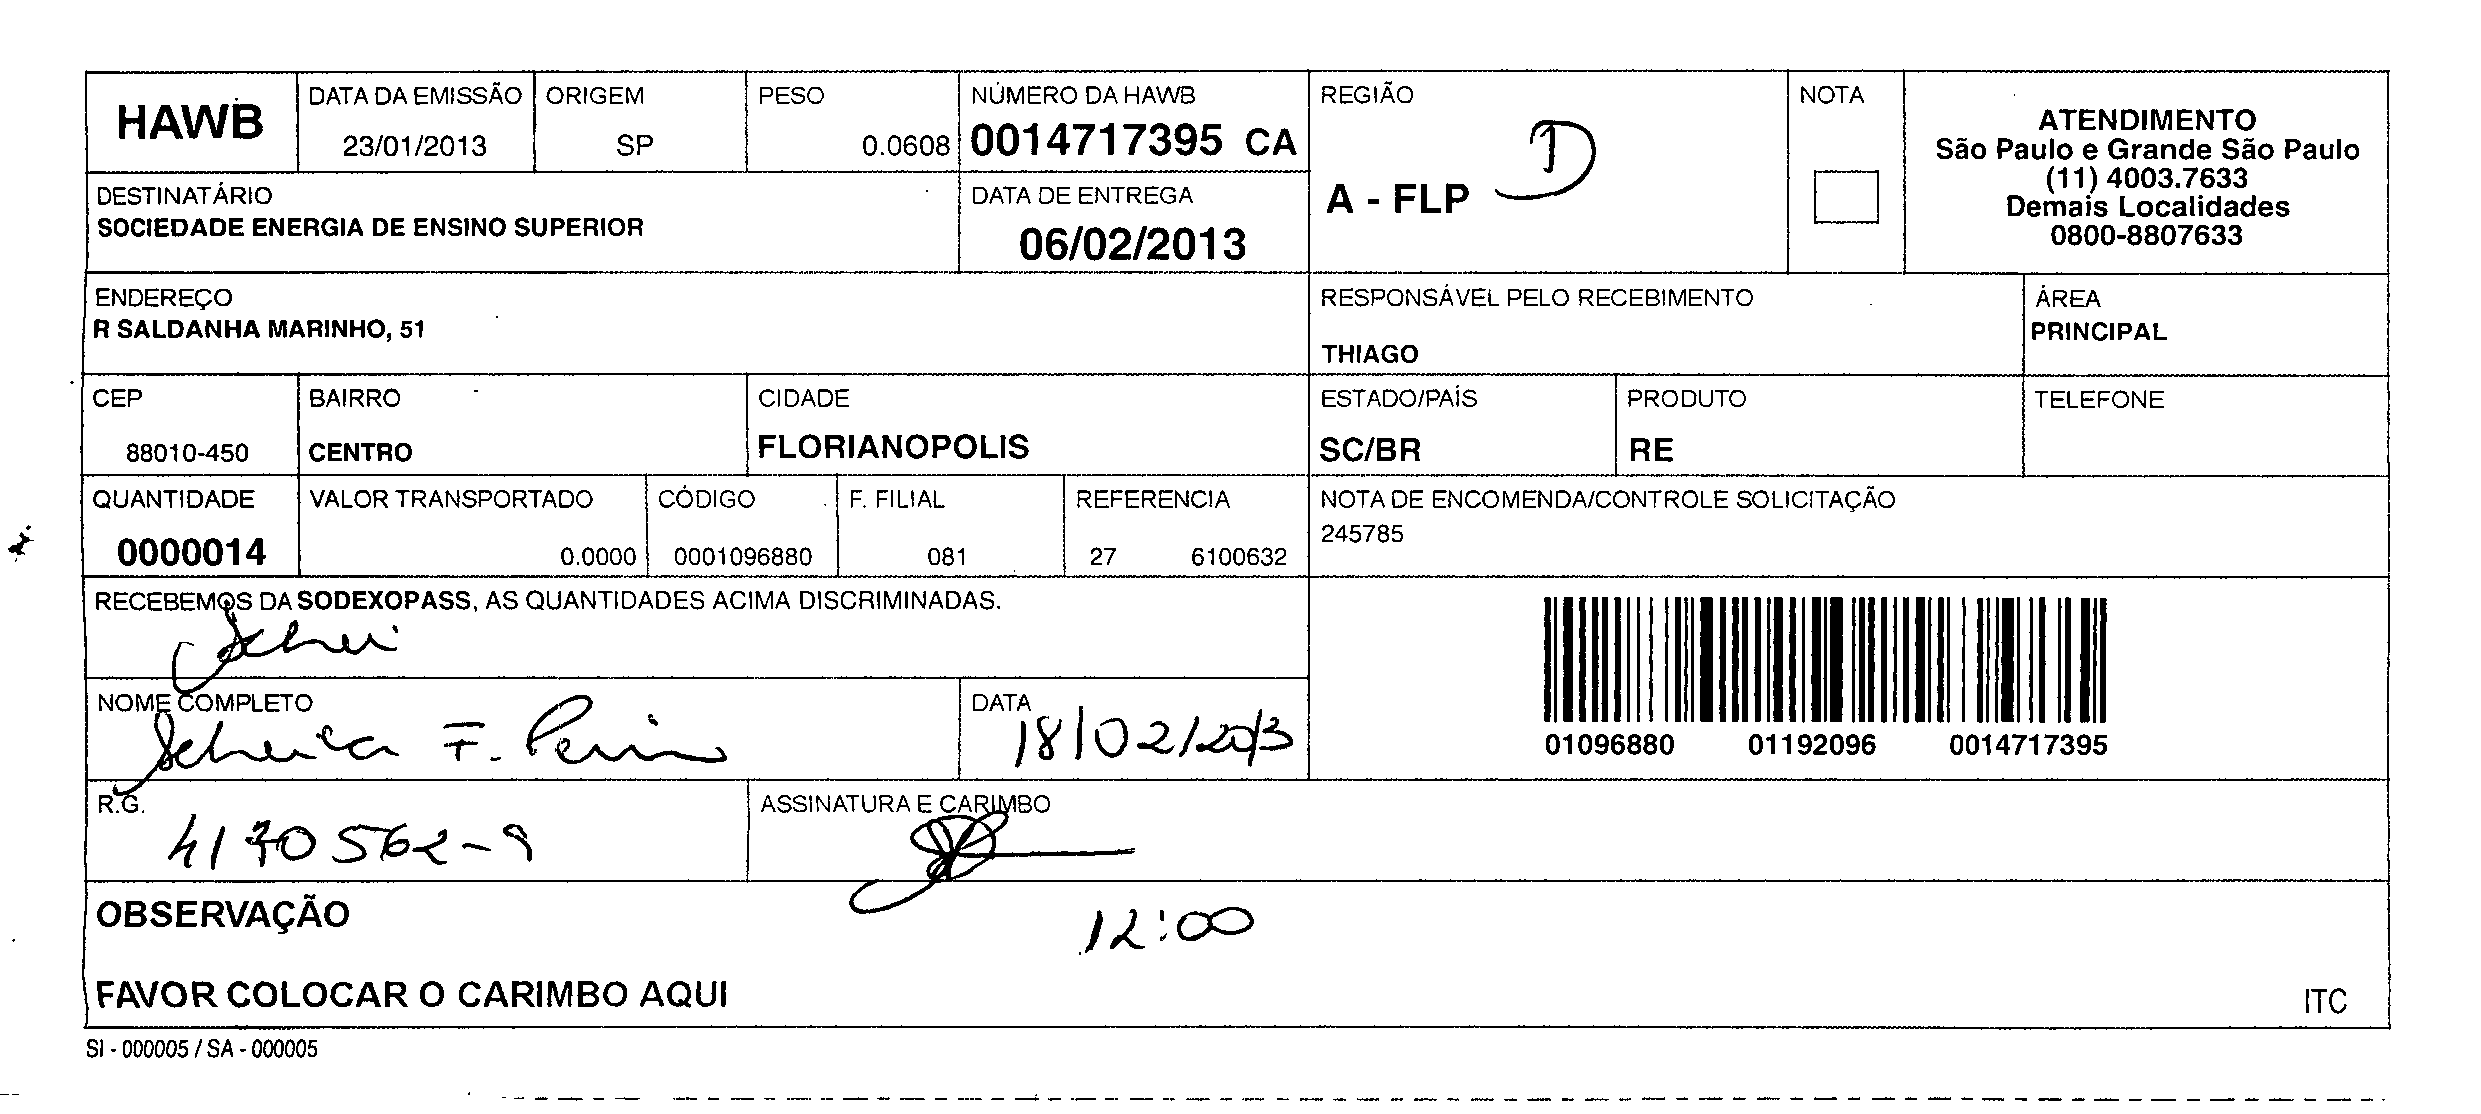 HAWB
DATA DA EMISSÃO
23/01/2013
ORIGEM
SP
PESO
0.0608
NÚMERO DA HAWB
0014717395 CA
REGIÃO
A - FLP
D
NOTA
ATENDIMENTO
São Paulo e Grande São Paulo
(11) 4003.7633
Demais Localidades
0800-8807633
DESTINATÁRIO
SOCIEDADE ENERGIA DE ENSINO SUPERIOR
DATA DE ENTREGA
06/02/2013
ENDEREÇO
R SALDANHA MARINHO, 51
RESPONSÁVEL PELO RECEBIMENTO
THIAGO
ÁREA
PRINCIPAL
CEP
88010-450
BAIRRO
CENTRO
CIDADE
FLORIANOPOLIS
ESTADO/PAÍS
SC/BR
PRODUTO
RE
TELEFONE
QUANTIDADE
0000014
VALOR TRANSPORTADO
0.0000
CÓDIGO
0001096880
F. FILIAL
081
REFERENCIA
27 6100632
NOTA DE ENCOMENDA/CONTROLE SOLICITAÇÃO
245785
RECEBEMOS DA SODEXOPASS, AS QUANTIDADES ACIMA DISCRIMINADAS.
NOME COMPLETO
Scheila F.
DATA
18/02/2013
01096880 01192096 0014717395
R.G.
4170562-9
ASSINATURA E CARIMBO
OBSERVAÇÃO
12:00
FAVOR COLOCAR O CARIMBO AQUI
ITC
SI - 000005 / SA - 000005